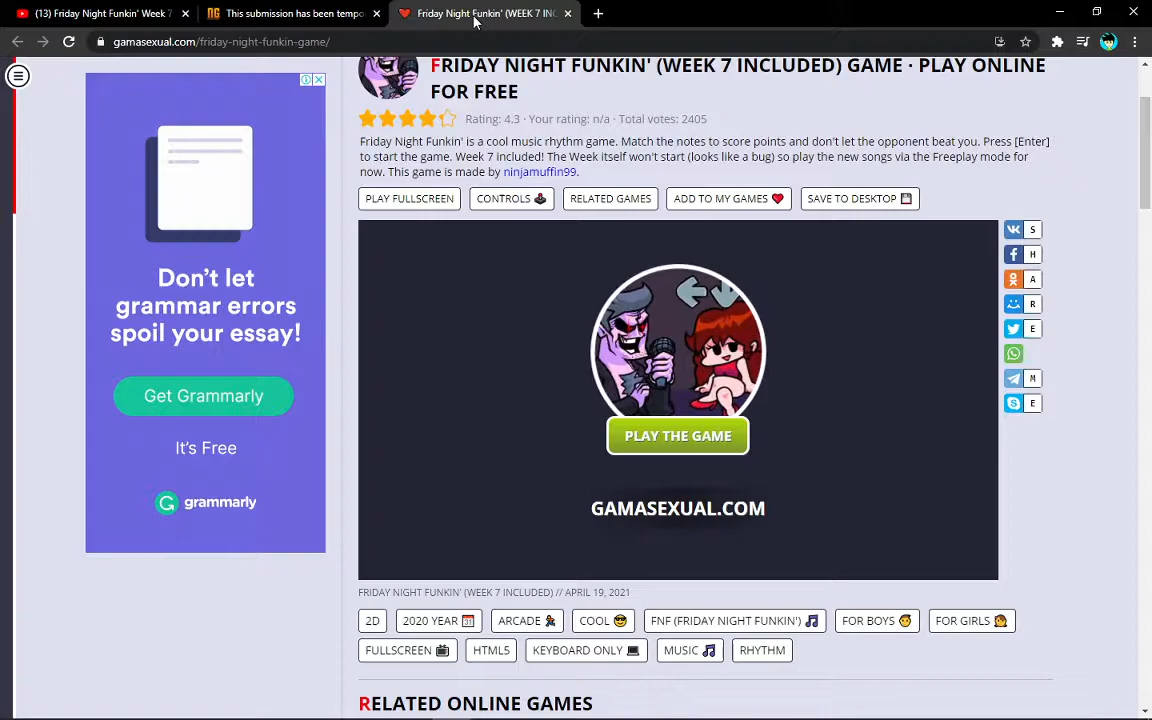 (13) Friday Night Funkin' Week 7
This submission has been tempo
Friday Night Funkin' (WEEK 7 INC
gamasexual.com/friday-night-funkin-game/
FRIDAY NIGHT FUNKIN' (WEEK 7 INCLUDED) GAME · PLAY ONLINE
FOR FREE
Rating: 4.3 · Your rating: n/a · Total votes: 2405
Friday Night Funkin' is a cool music rhythm game. Match the notes to score points and don't let the opponent beat you. Press [Enter]
to start the game. Week 7 included! The Week itself won't start (looks like a bug) so play the new songs via the Freeplay mode for
now. This game is made by ninjamuffin99.
PLAY FULLSCREEN
CONTROLS
RELATED GAMES
ADD TO MY GAMES
SAVE TO DESKTOP
Don't let
grammar errors
spoil your essay!
Get Grammarly
It's Free
grammarly
PLAY THE GAME
GAMASEXUAL.COM
S
H
A
R
E
M
E
FRIDAY NIGHT FUNKIN' (WEEK 7 INCLUDED) // APRIL 19, 2021
2D
2020 YEAR
ARCADE
COOL
FNF (FRIDAY NIGHT FUNKIN')
FOR BOYS
FOR GIRLS
FULLSCREEN
HTML5
KEYBOARD ONLY
MUSIC
RHYTHM
RELATED ONLINE GAMES